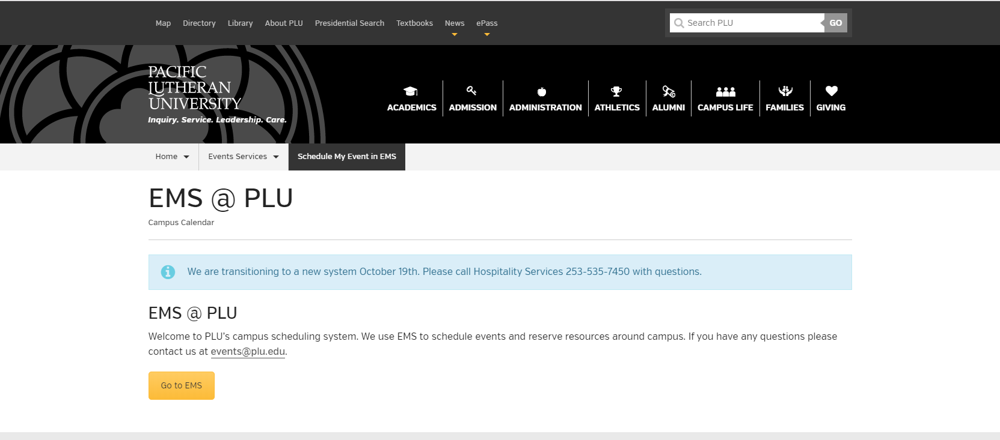 Map Directory Library About PLU Presidential Search Textbooks News ePass
Search PLU GO
PACIFIC
LUTHERAN
UNIVERSITY
Inquiry. Service. Leadership. Care.
ACADEMICS ADMISSION ADMINISTRATION ATHLETICS ALUMNI CAMPUS LIFE FAMILIES GIVING
Home Events Services Schedule My Event in EMS
EMS @ PLU
Campus Calendar
We are transitioning to a new system October 19th. Please call Hospitality Services 253-535-7450 with questions.
EMS @ PLU
Welcome to PLU's campus scheduling system. We use EMS to schedule events and reserve resources around campus. If you have any questions please
contact us at events@plu.edu.
Go to EMS